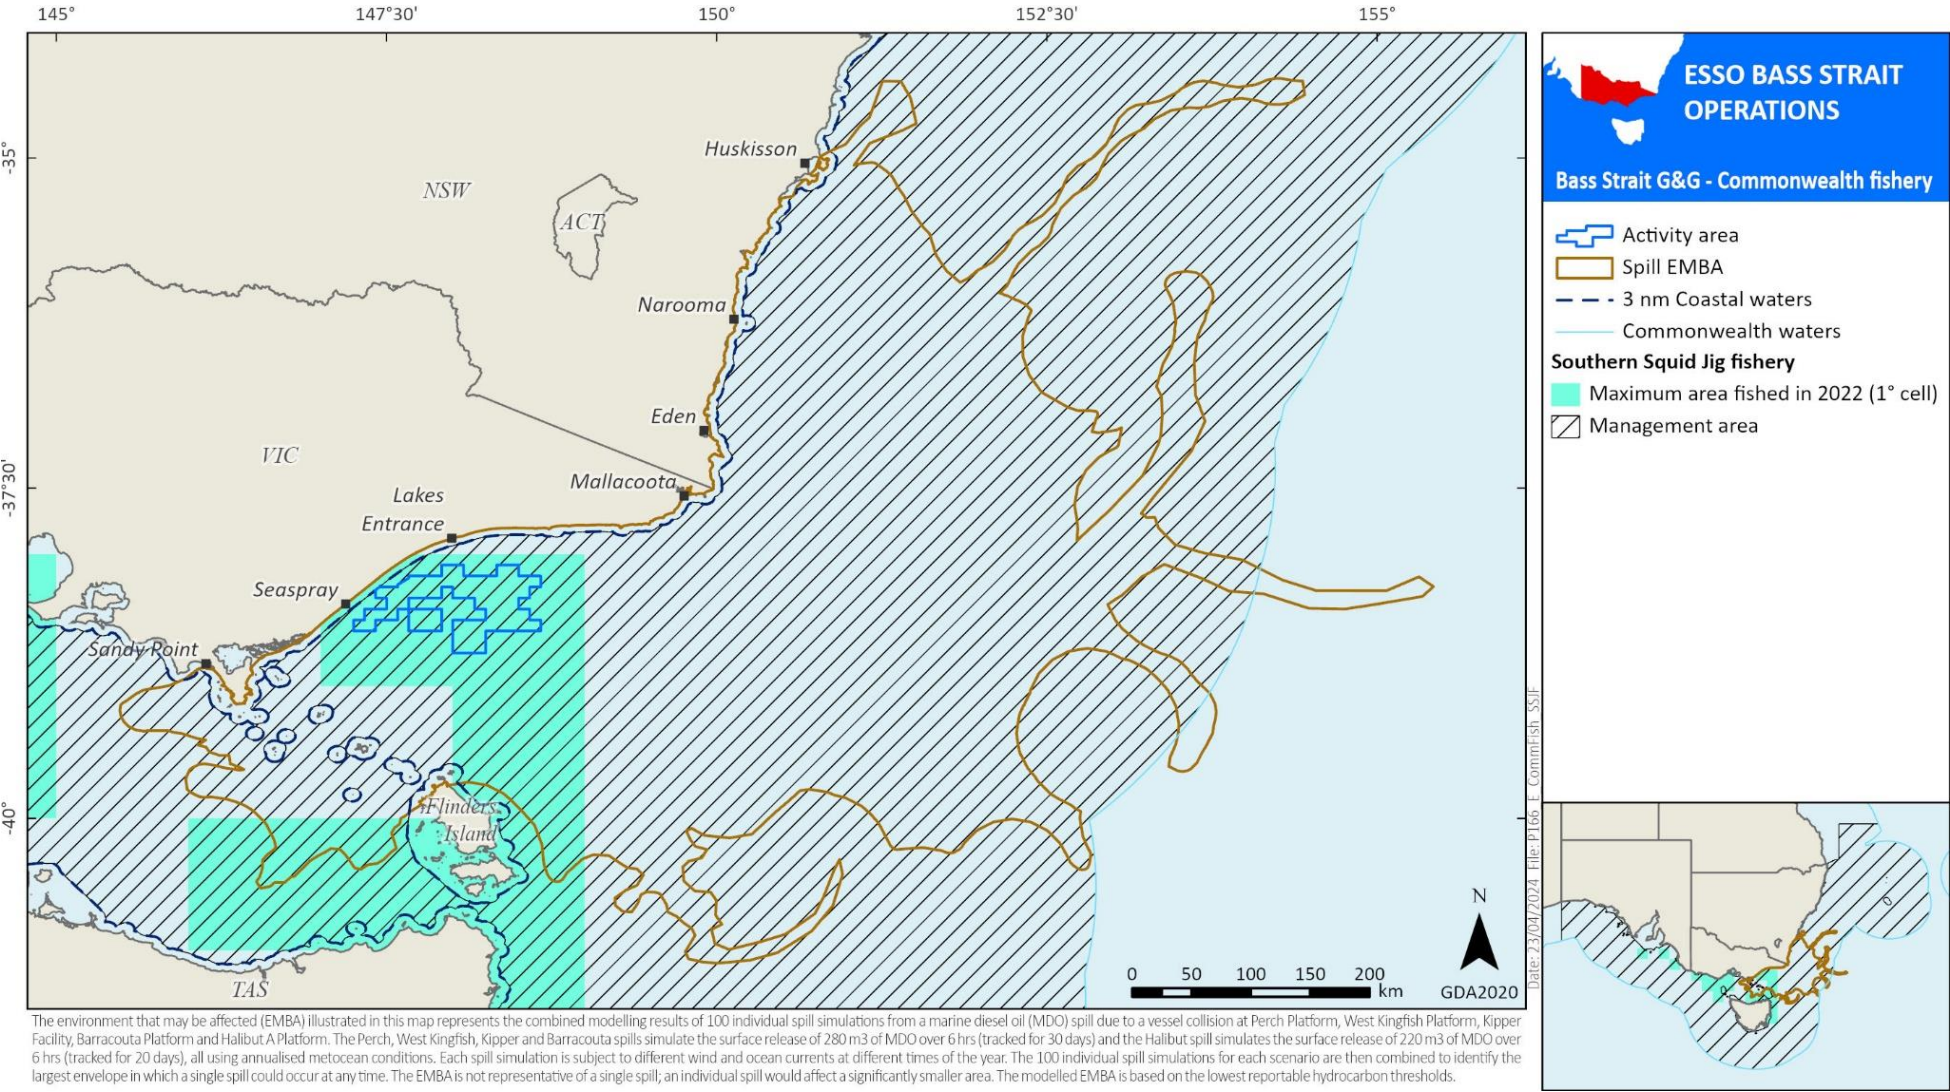 145° 147°30' 150° 152°30' 155°
-35°
-37°30'
-40°
Huskisson
NSW
ACT
Narooma
Eden
VIC
Mallacoota
Lakes
Entrance
Seaspray
Sandy Point
Flinders
Island
TAS
N
0 50 100 150 200
km
GDA2020
Date: 23/04/2024 File: P166 E CommFish SSJF
ESSO BASS STRAIT
OPERATIONS
Bass Strait G&G - Commonwealth fishery
Activity area
Spill EMBA
3 nm Coastal waters
Commonwealth waters
Southern Squid Jig fishery
Maximum area fished in 2022 (1° cell)
Management area
The environment that may be affected (EMBA) illustrated in this map represents the combined modelling results of 100 individual spill simulations from a marine diesel oil (MDO) spill due to a vessel collision at Perch Platform, West Kingfish Platform, Kipper
Facility, Barracouta Platform and Halibut A Platform. The Perch, West Kingfish, Kipper and Barracouta spills simulate the surface release of 280 m3 of MDO over 6 hrs (tracked for 30 days) and the Halibut spill simulates the surface release of 220 m3 of MDO over
6 hrs (tracked for 20 days), all using annualised metocean conditions. Each spill simulation is subject to different wind and ocean currents at different times of the year. The 100 individual spill simulations for each scenario are then combined to identify the
largest envelope in which a single spill could occur at any time. The EMBA is not representative of a single spill; an individual spill would affect a significantly smaller area. The modelled EMBA is based on the lowest reportable hydrocarbon thresholds.